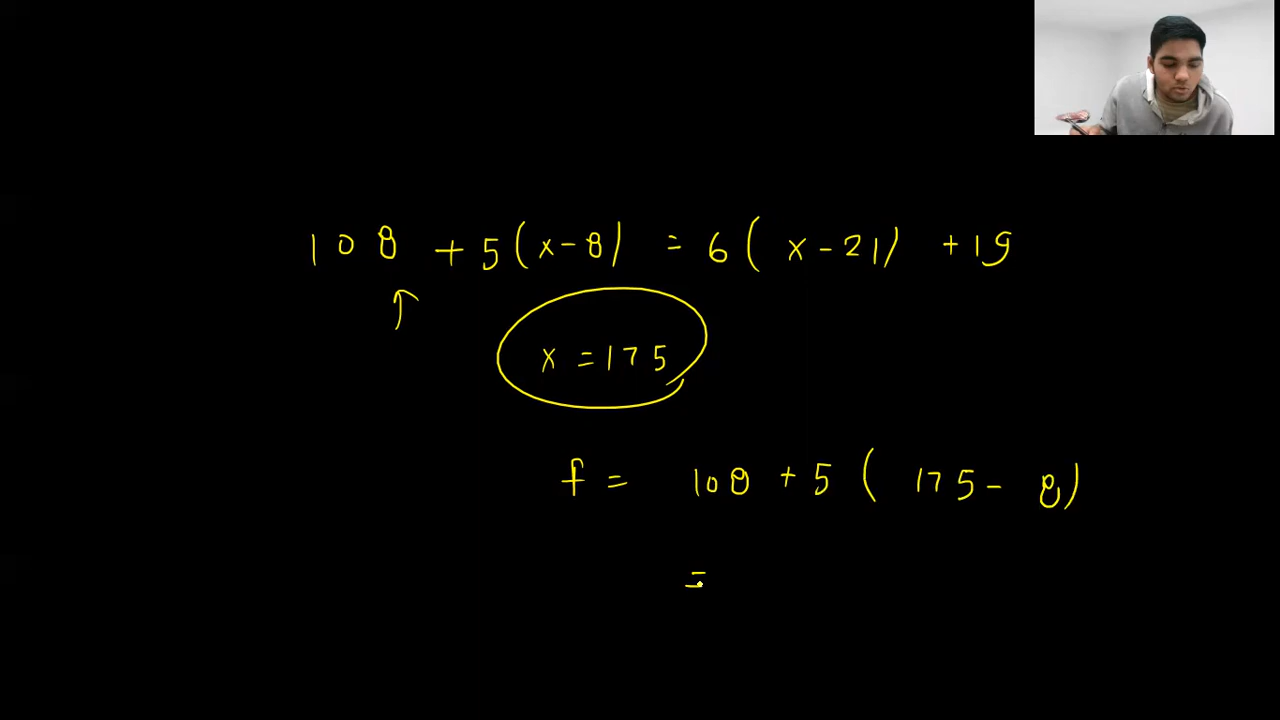 108 + 5(x-8) = 6(x-21) + 19
↑
x = 175
f = 108 + 5(175-8)
=